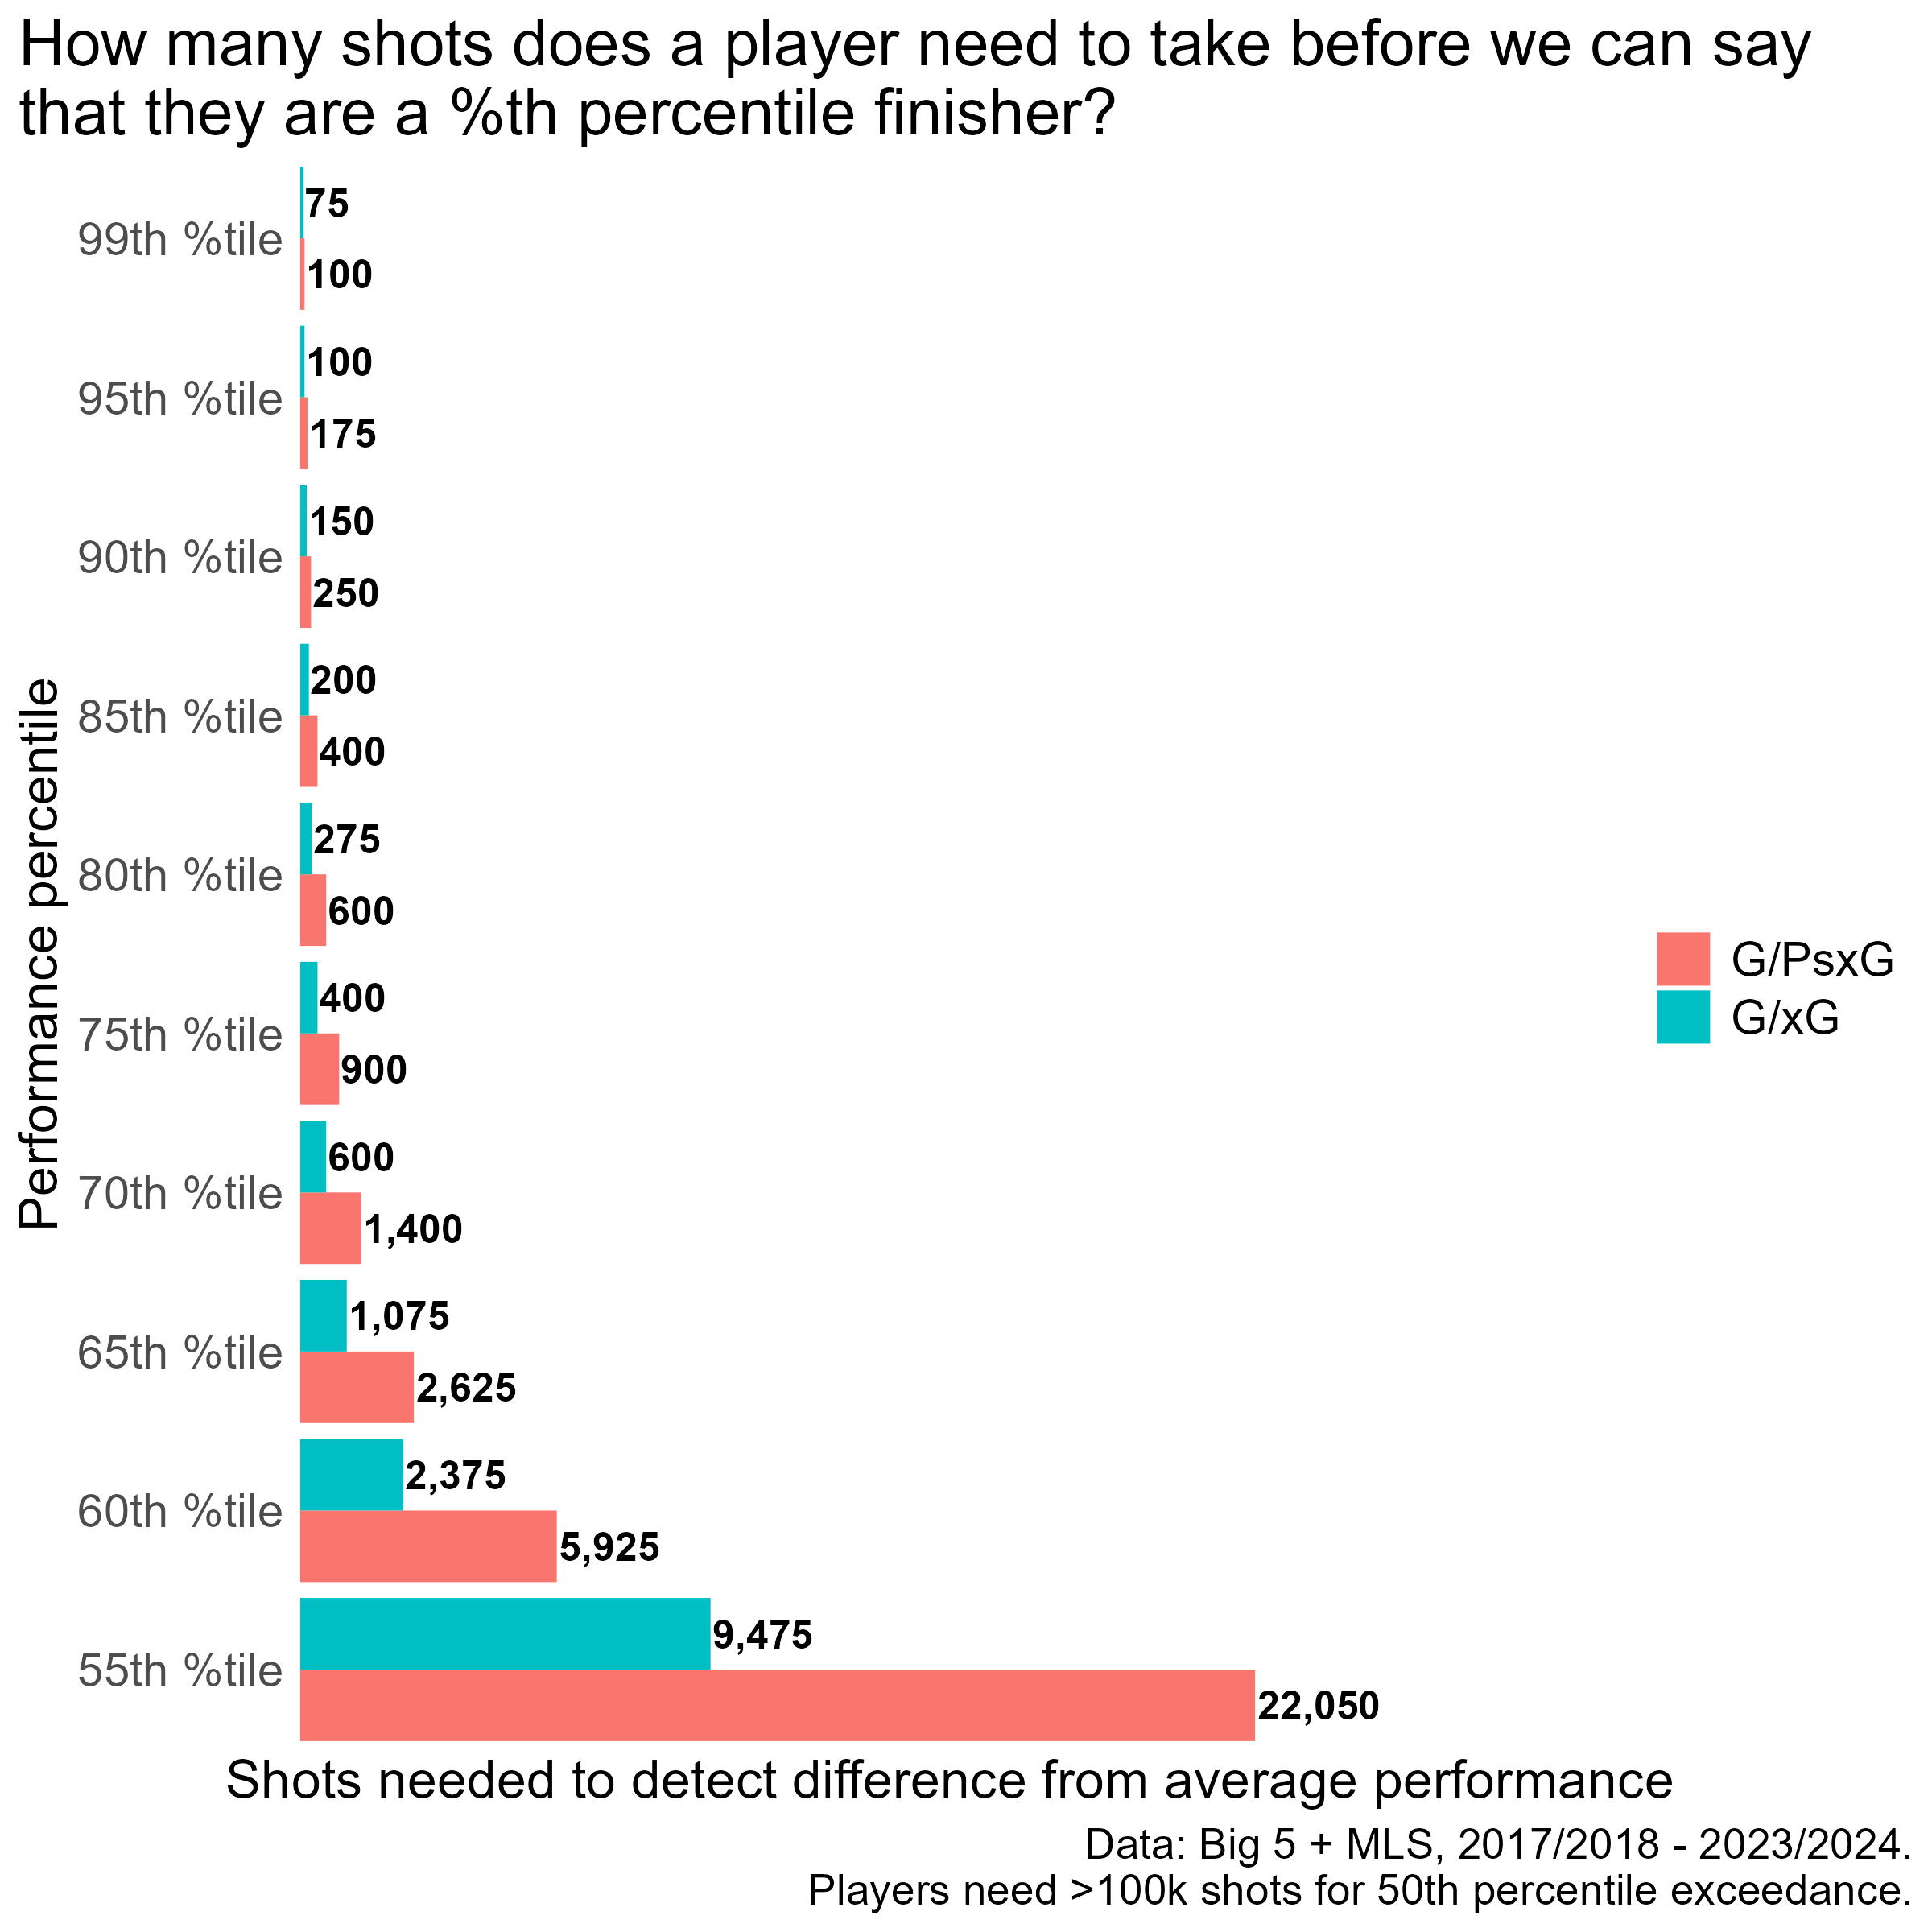 How many shots does a player need to take before we can say
that they are a %th percentile finisher?
Performance percentile
99th %tile
75
100
95th %tile
100
175
90th %tile
150
250
85th %tile
200
400
80th %tile
275
600
75th %tile
400
900
70th %tile
600
1,400
65th %tile
1,075
2,625
60th %tile
2,375
5,925
55th %tile
9,475
22,050
G/PsxG
G/xG
Shots needed to detect difference from average performance
Data: Big 5 + MLS, 2017/2018 - 2023/2024.
Players need >100k shots for 50th percentile exceedance.